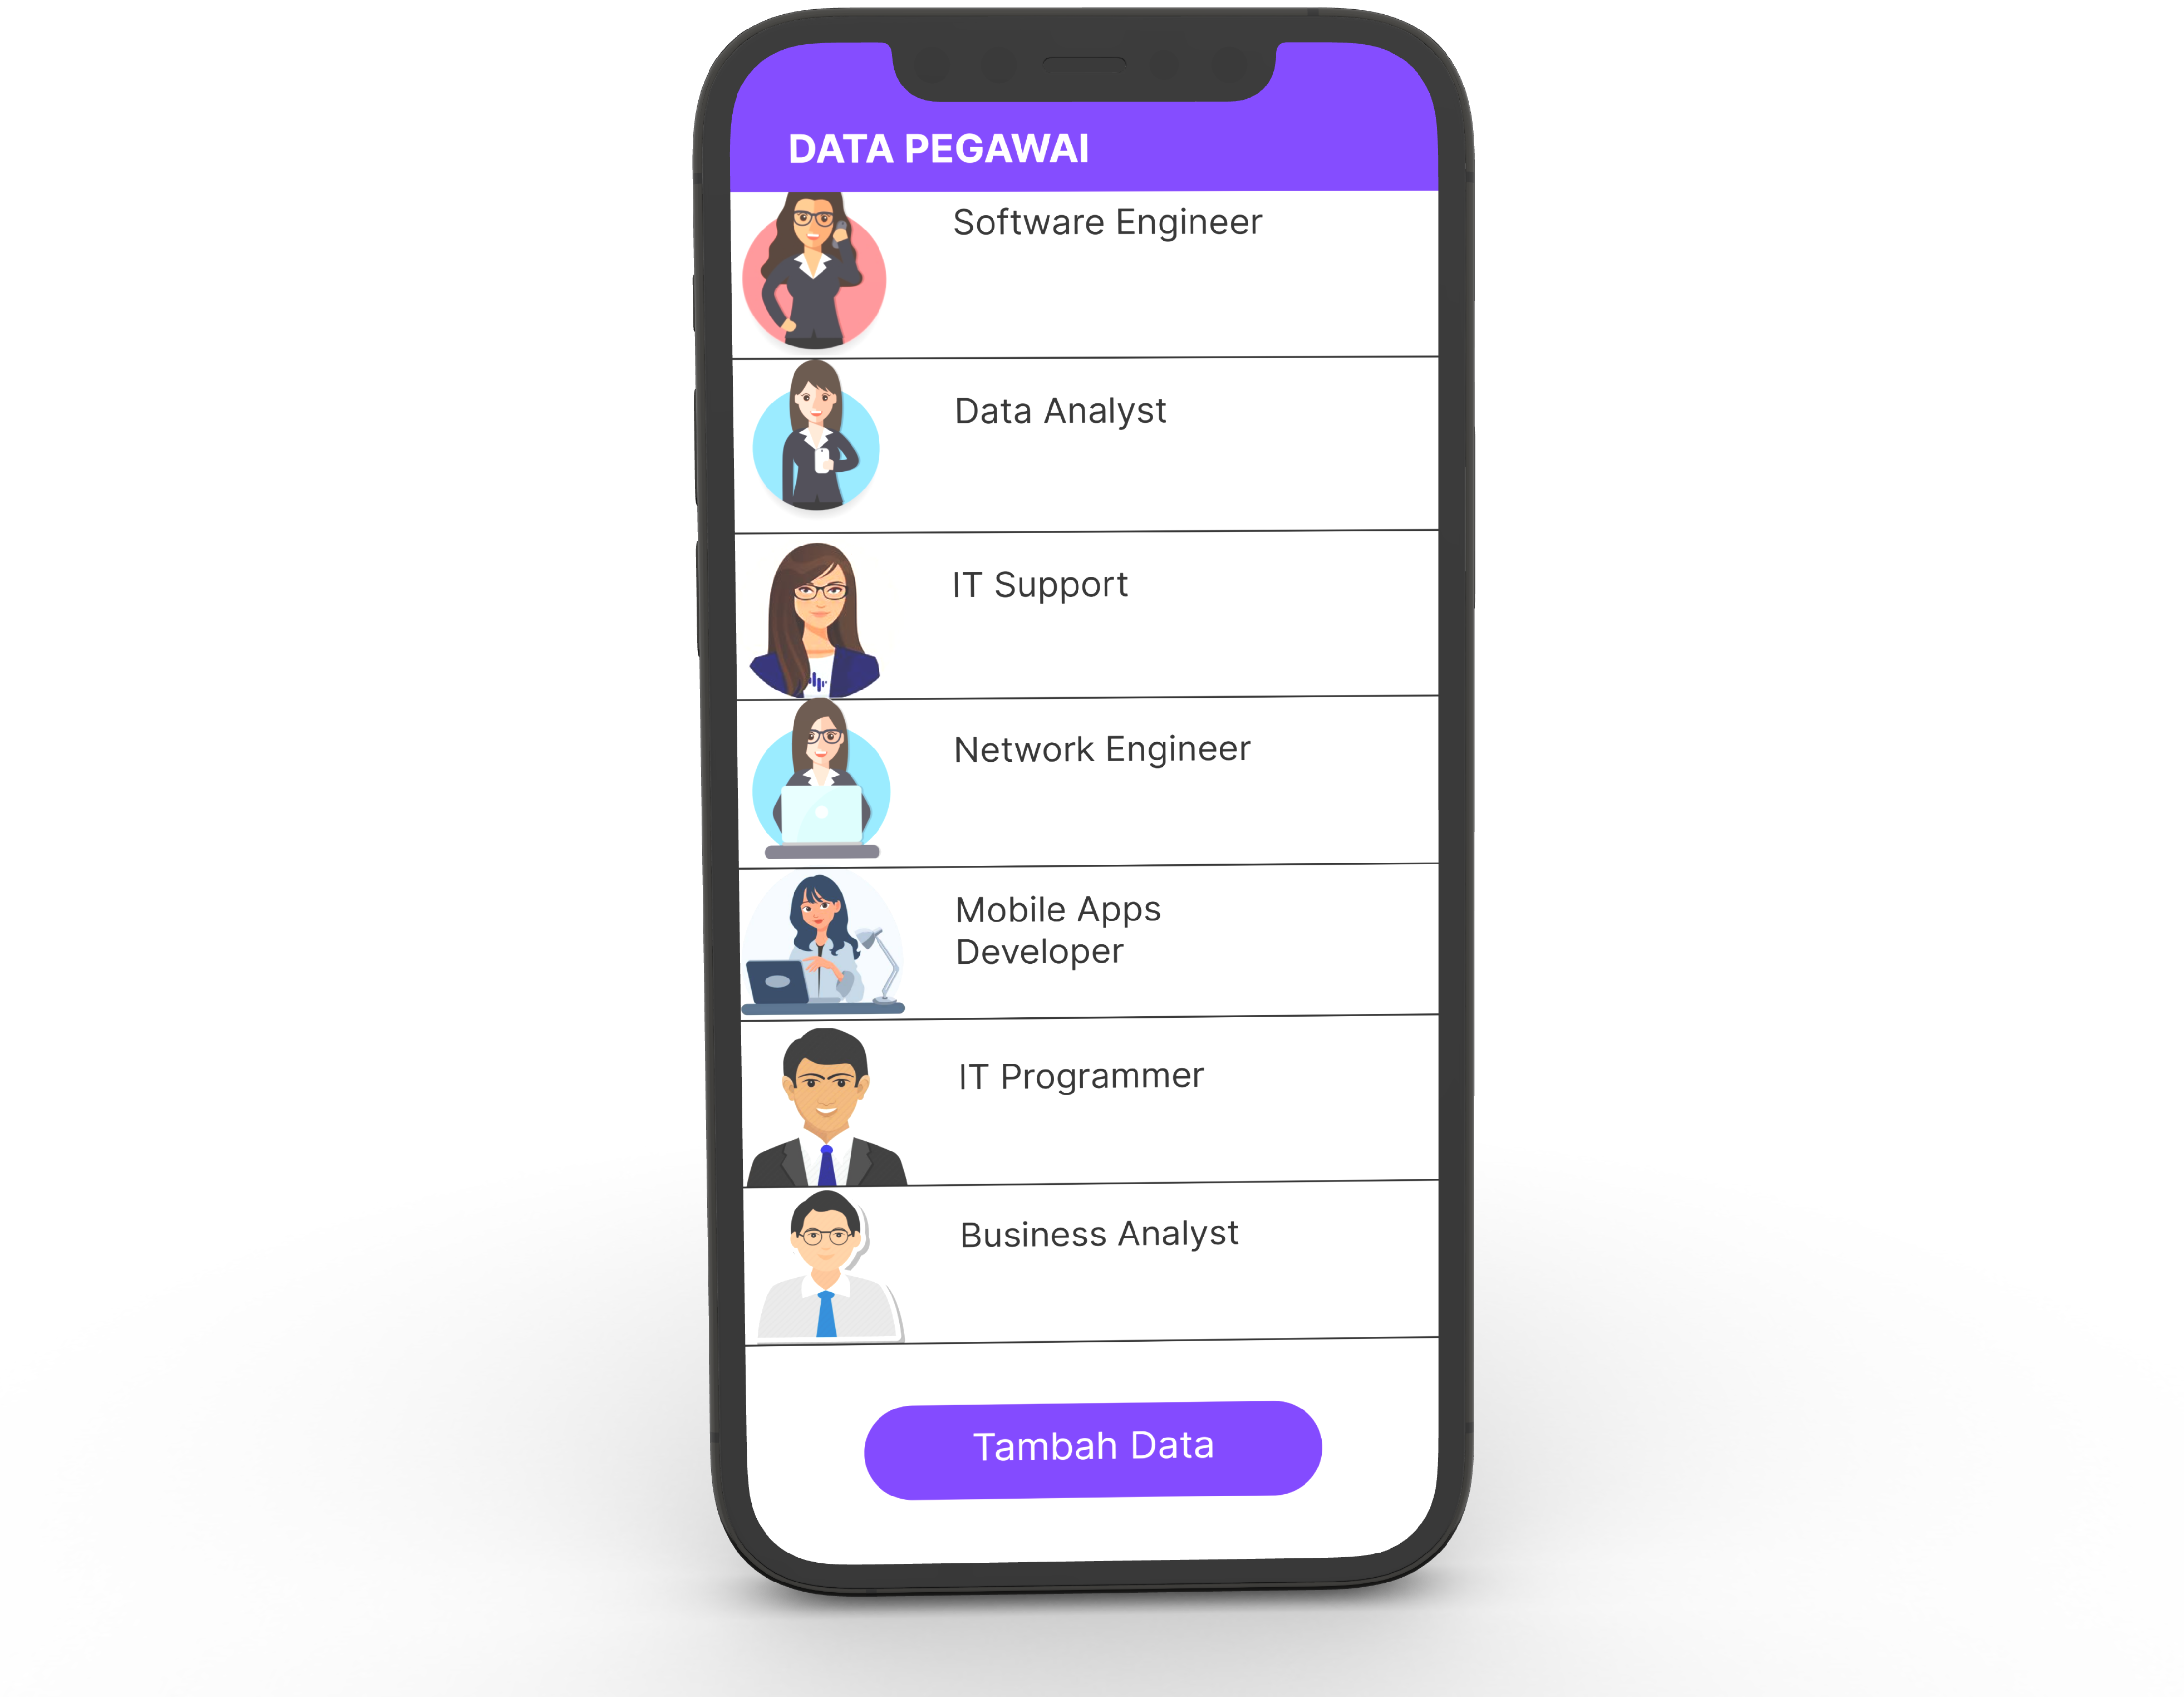 DATA PEGAWAI
Software Engineer
Data Analyst
IT Support
Network Engineer
Mobile Apps
Developer
IT Programmer
Business Analyst
Tambah Data